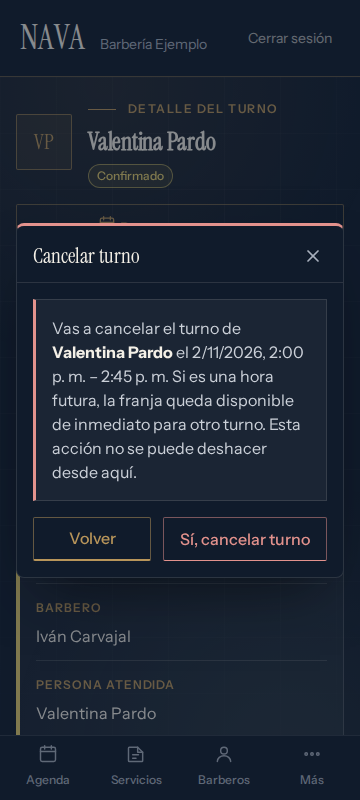 NAVA Barbería Ejemplo Cerrar sesión
DETALLE DEL TURNO
VP
Valentina Pardo
Confirmado
Cancelar turno
Vas a cancelar el turno de
Valentina Pardo el 2/11/2026, 2:00
p. m. – 2:45 p. m. Si es una hora
futura, la franja queda disponible
de inmediato para otro turno. Esta
acción no se puede deshacer
desde aquí.
Volver
Sí, cancelar turno
BARBERO
Iván Carvajal
PERSONA ATENDIDA
Valentina Pardo
Agenda Servicios Barberos Más